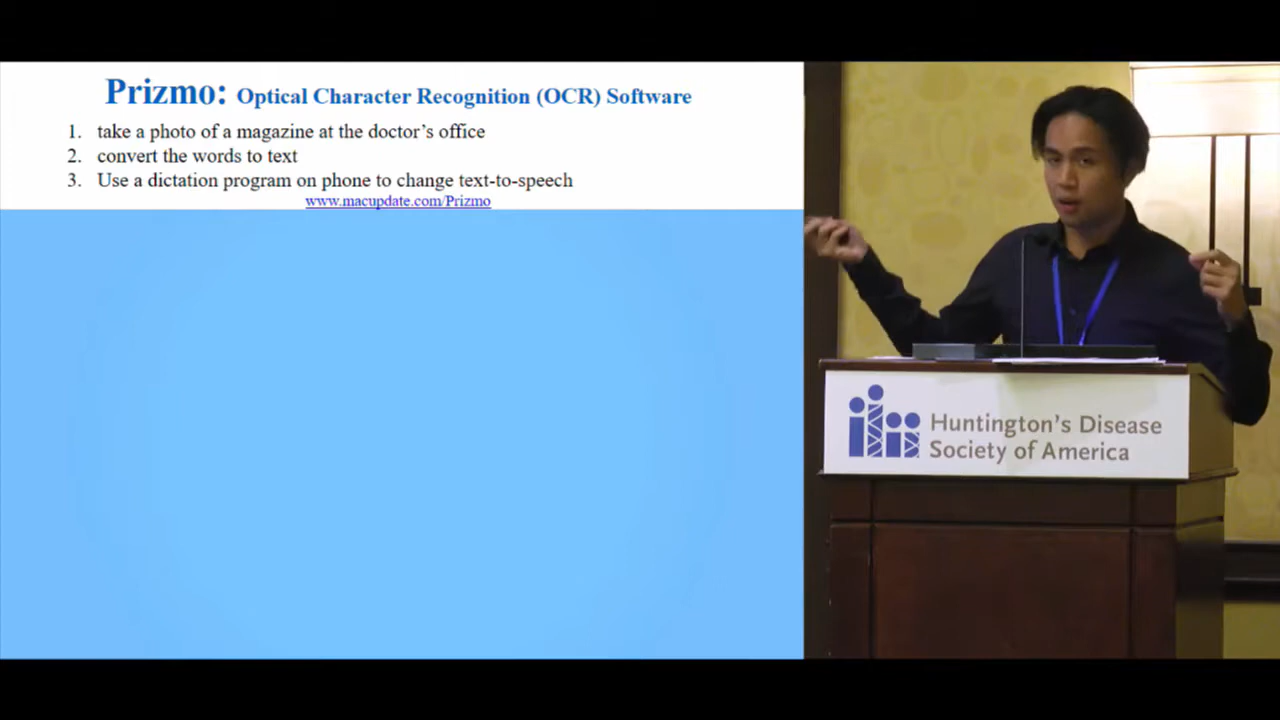 Prizmo: Optical Character Recognition (OCR) Software
1. take a photo of a magazine at the doctor's office
2. convert the words to text
3. Use a dictation program on phone to change text-to-speech
www.macupdate.com/Prizmo
Huntington's Disease
Society of America